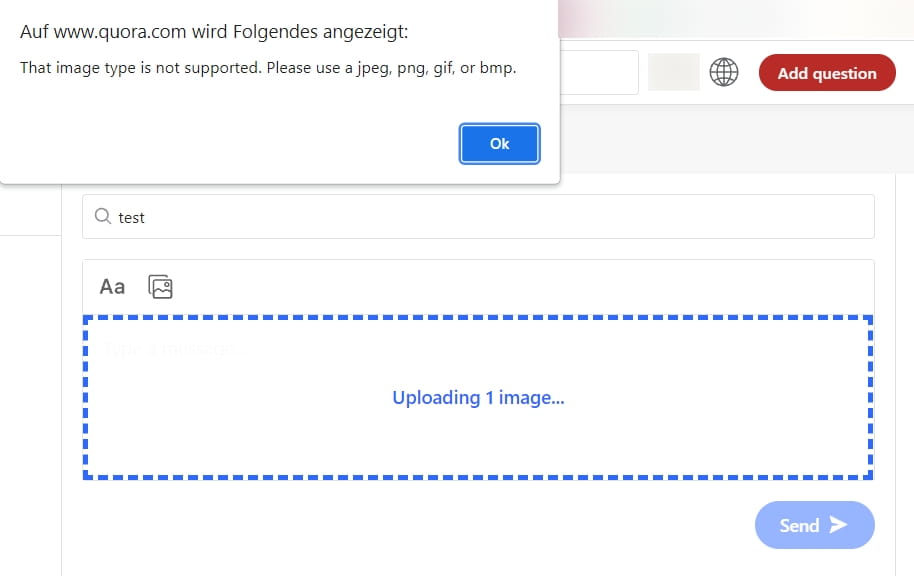 Auf www.quora.com wird Folgendes angezeigt:
That image type is not supported. Please use a jpeg, png, gif, or bmp.
Ok
Add question
test
Aa
Type a message...
Uploading 1 image...
Send